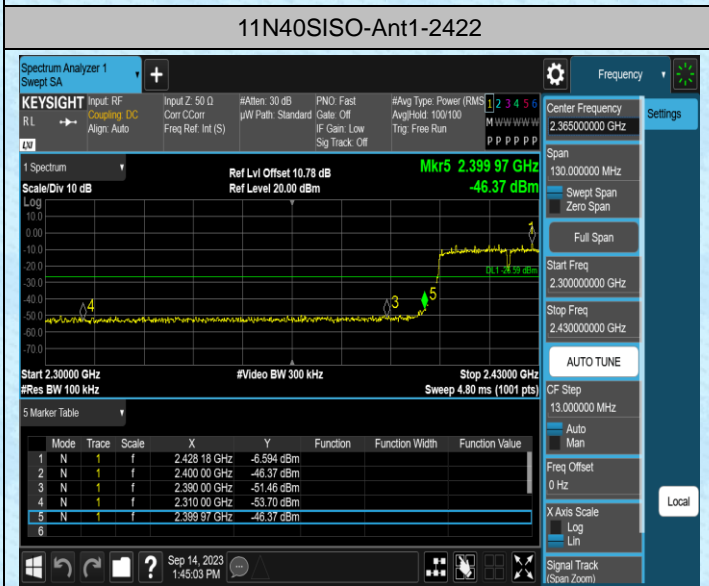 11N40SISO-Ant1-2422
Spectrum Analyzer 1
Swept SA
Frequency
KEYSIGHT
RL
LXI
Input: RF
Coupling: DC
Align: Auto
Input Z: 50 Ω
Corr CCorr
Freq Ref: Int (S)
#Atten: 30 dB
µW Path: Standard
PNO: Fast
Gate: Off
IF Gain: Low
Sig Track: Off
#Avg Type: Power (RMS
Avg|Hold: 100/100
Trig: Free Run
1 2 3 4 5 6
M W W W W W
P P P P P P
Center Frequency
2.365000000 GHz
Settings
Span
130.000000 MHz
Swept Span
Zero Span
Full Span
Start Freq
2.300000000 GHz
Stop Freq
2.430000000 GHz
AUTO TUNE
CF Step
13.000000 MHz
Auto
Man
Freq Offset
0 Hz
X Axis Scale
Log
Lin
Local
Signal Track
(Span Zoom)
1 Spectrum
Scale/Div 10 dB
Log
Ref Lvl Offset 10.78 dB
Ref Level 20.00 dBm
Mkr5 2.399 97 GHz
-46.37 dBm
10.0
0.00
-10.0
-20.0
-30.0
-40.0
-50.0
-60.0
-70.0
DL1 -26.59 dBm
4
3
5
Start 2.30000 GHz
#Video BW 300 kHz
Stop 2.43000 GHz
#Res BW 100 kHz
Sweep 4.80 ms (1001 pts)
5 Marker Table
Mode Trace Scale X Y Function Function Width Function Value
1 N 1 f 2.428 18 GHz -6.594 dBm
2 N 1 f 2.400 00 GHz -46.37 dBm
3 N 1 f 2.390 00 GHz -51.46 dBm
4 N 1 f 2.310 00 GHz -53.70 dBm
5 N 1 f 2.399 97 GHz -46.37 dBm
6
?
Sep 14, 2023
1:45:03 PM